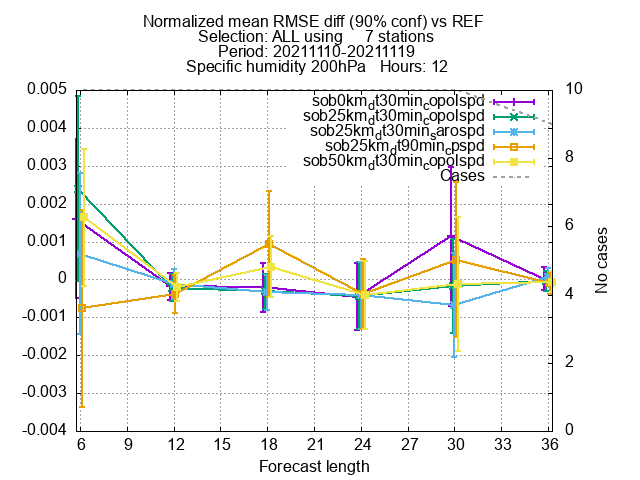 Normalized mean RMSE diff (90% conf) vs REF
Selection: ALL using 7 stations
Period: 20211110-20211119
Specific humidity 200hPa Hours: 12
sob0km_dt30min_copolspd
sob25km_dt30min_copolspd
sob25km_dt30min_sarospd
sob25km_dt90min_cpspd
sob50km_dt30min_copolspd
Cases
0.005
0.004
0.003
0.002
0.001
0
-0.001
-0.002
-0.003
-0.004
10
8
6
4
2
0
No cases
6 9 12 15 18 21 24 27 30 33 36
Forecast length